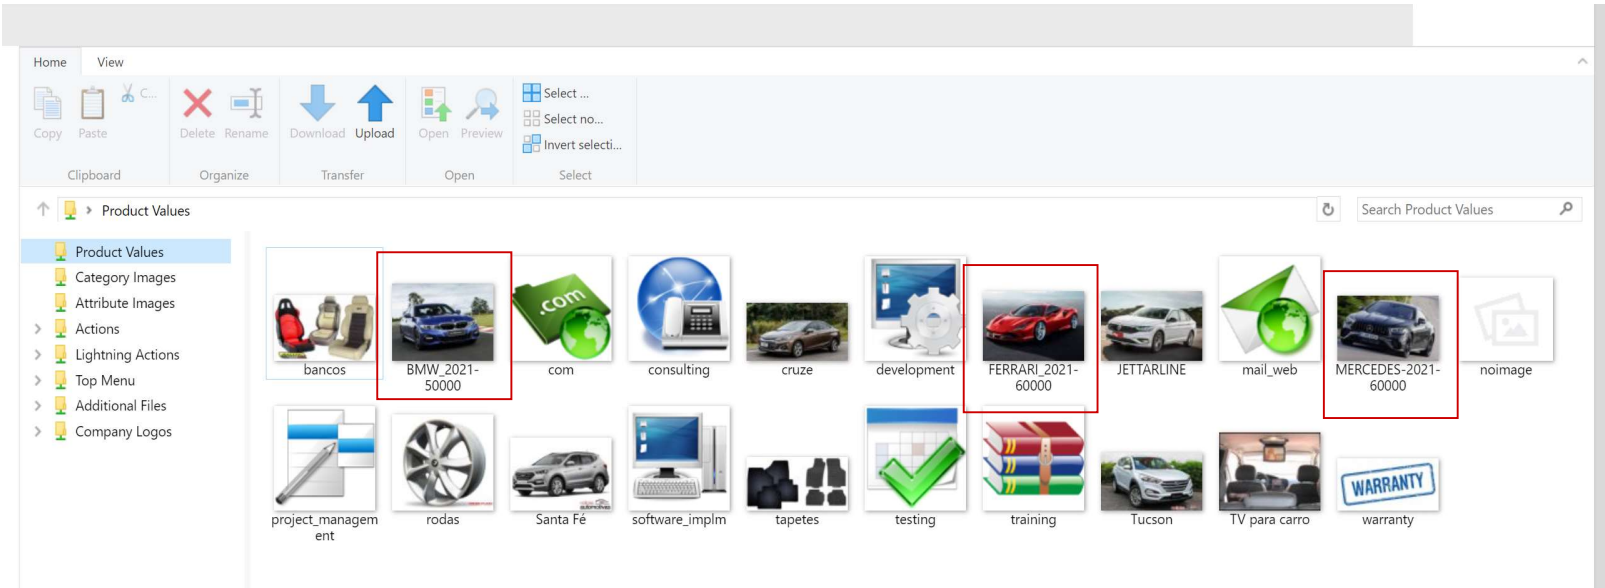 Home View
C...
Select ...
Select no...
Invert selecti...
Copy Paste Delete Rename Download Upload Open Preview
Clipboard Organize Transfer Open Select
Product Values
Search Product Values
Product Values
Category Images
Attribute Images
Actions
Lightning Actions
Top Menu
Additional Files
Company Logos
.com
bancos BMW_2021- com consulting cruze development FERRARI_2021- JETTARLINE mail_web MERCEDES-2021- noimage
50000 60000 60000
WARRANTY
project_managem rodas Santa Fé software_implm tapetes testing training Tucson TV para carro warranty
ent